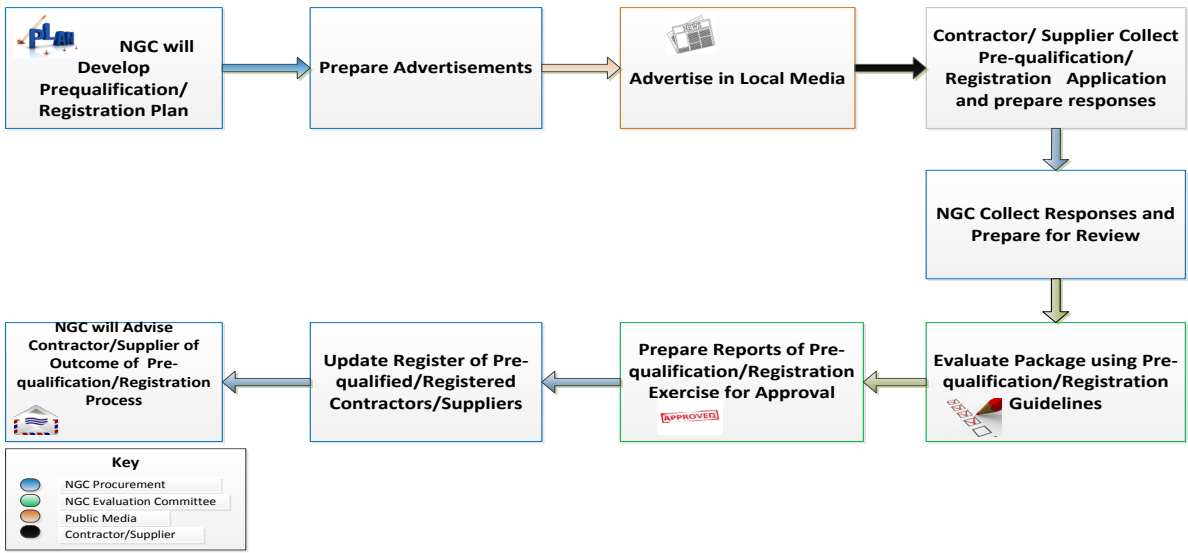 PLAN
NGC will
Develop
Prequalification/
Registration Plan
Prepare Advertisements
NEWS
Advertise in Local Media
Contractor/ Supplier Collect
Pre-qualification/
Registration Application
and prepare responses
NGC Collect Responses and
Prepare for Review
Evaluate Package using Pre-
qualification/Registration
Guidelines
Prepare Reports of Pre-
qualification/Registration
Exercise for Approval
APPROVED
Update Register of Pre-
qualified/Registered
Contractors/Suppliers
NGC will Advise
Contractor/Supplier of
Outcome of Pre-
qualification/Registration
Process
Key
NGC Procurement
NGC Evaluation Committee
Public Media
Contractor/Supplier